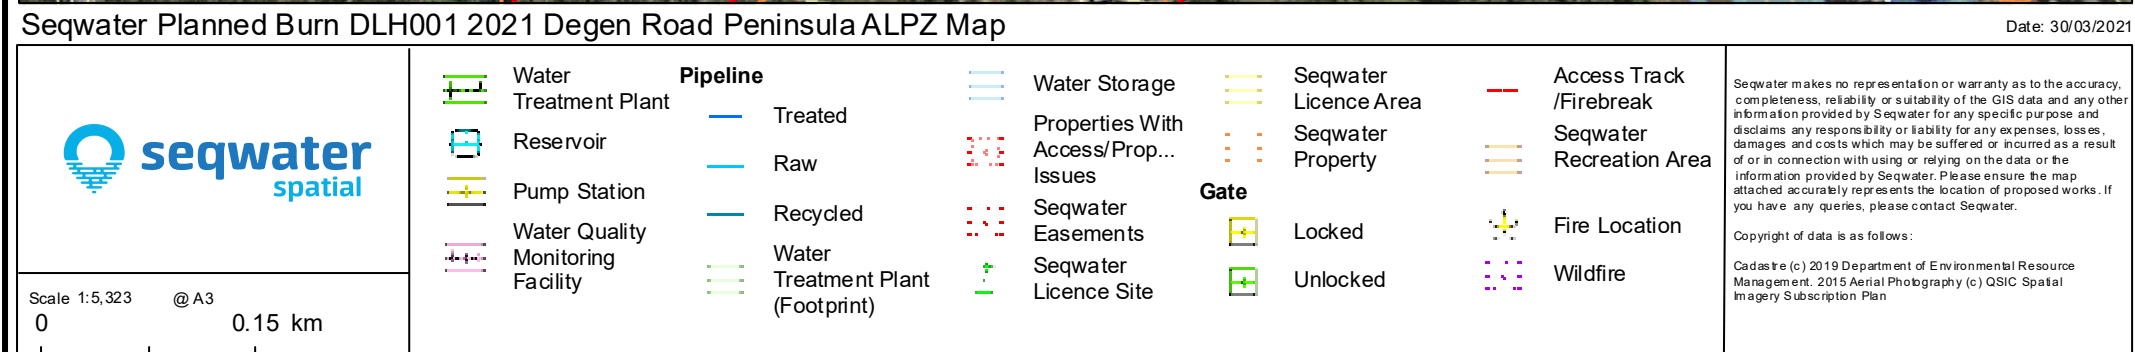 Seqwater Planned Burn DLH001 2021 Degen Road Peninsula ALPZ Map
Date: 30/03/2021
seqwater
spatial
Scale 1:5,323 @ A3
0 0.15 km
Water
Treatment Plant
Reservoir
Pump Station
Water Quality
Monitoring
Facility
Pipeline
Treated
Raw
Recycled
Water
Treatment Plant
(Footprint)
Water Storage
Properties With
Access/Prop...
Issues
Seqwater
Easements
Seqwater
Licence Site
Seqwater
Licence Area
Seqwater
Property
Gate
Locked
Unlocked
Access Track
/Firebreak
Seqwater
Recreation Area
Fire Location
Wildfire
Seqwater makes no representation or warranty as to the accuracy,
completeness, reliability or suitability of the GIS data and any other
information provided by Seqwater for any specific purpose and
disclaims any responsibility or liability for any expenses, losses,
damages and costs which may be suffered or incurred as a result
of or in connection with using or relying on the data or the
information provided by Seqwater. Please ensure the map
attached accurately represents the location of proposed works. If
you have any queries, please contact Seqwater.
Copyright of data is as follows:
Cadastre (c) 2019 Department of Environmental Resource
Management. 2015 Aerial Photography (c) QSIC Spatial
Imagery Subscription Plan